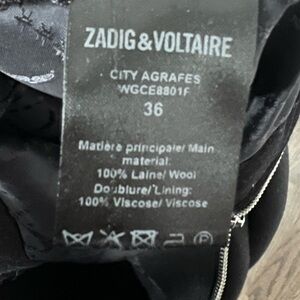 ZADIG&VOLTAIRE
CITY AGRAFES
WGCE8801F
36
Matière principale/ Main
material:
100% Laine/ Wool
Doublure/ Lining:
100% Viscose/ Viscose
P